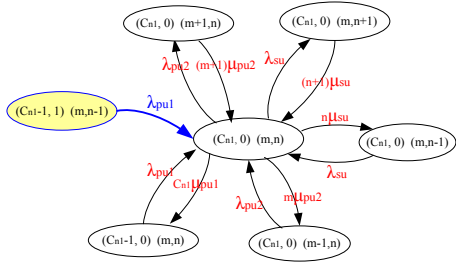 (Cn1, 0) (m+1,n)
(Cn1, 0) (m,n+1)
λpu2
(m+1)μpu2
λsu
(n+1)μsu
(Cn1-1, 1) (m,n-1)
λpu1
nμsu
(Cn1, 0) (m,n)
(Cn1, 0) (m,n-1)
λpu1
Cn1μpu1
λsu
λpu2
mμpu2
(Cn1-1, 0) (m,n)
(Cn1, 0) (m-1,n)